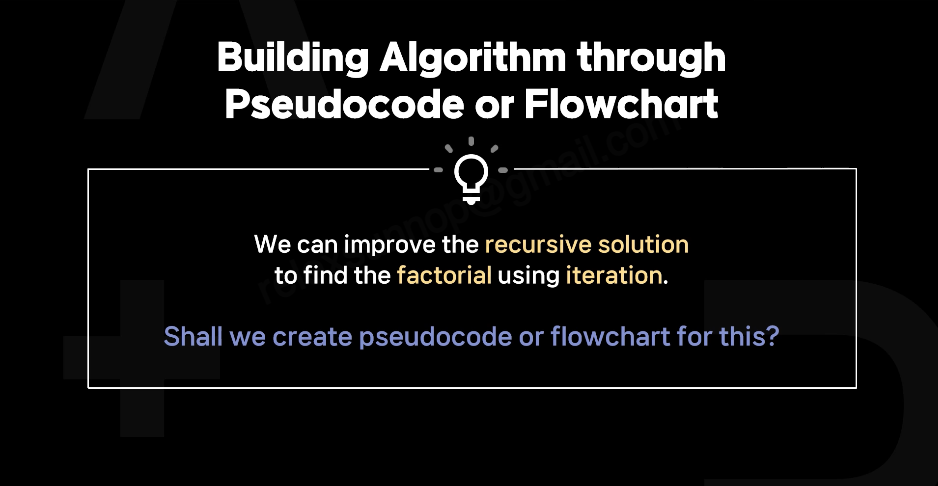 Building Algorithm through
Pseudocode or Flowchart
We can improve the recursive solution
to find the factorial using iteration.
Shall we create pseudocode or flowchart for this?